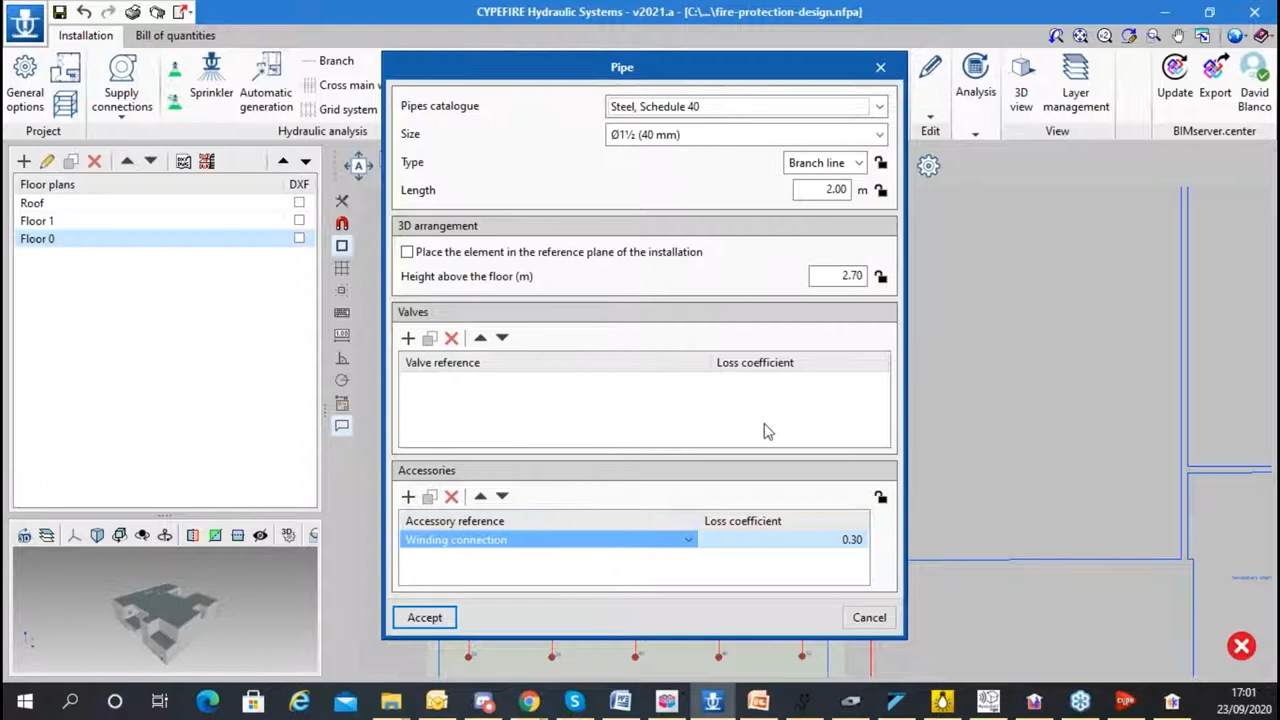 CYPEFIRE Hydraulic Systems - v2021.a - [C:\...\fire-protection-design.nfpa]
Installation
Bill of quantities
General options
Supply connections
Sprinkler
Automatic generation
Branch
Cross main w
Grid system
Edit
Analysis
3D view
Layer management
Update
Export
David Blanco
Project
Hydraulic analysis
View
BIMserver.center
Floor plans
DXF
Roof
Floor 1
Floor 0
Pipe
Pipes catalogue
Steel, Schedule 40
Size
Ø1½ (40 mm)
Type
Branch line
Length
2.00 m
3D arrangement
Place the element in the reference plane of the installation
Height above the floor (m)
2.70
Valves
Valve reference
Loss coefficient
Accessories
Accessory reference
Loss coefficient
Winding connection
0.30
Accept
Cancel
17:01
23/09/2020